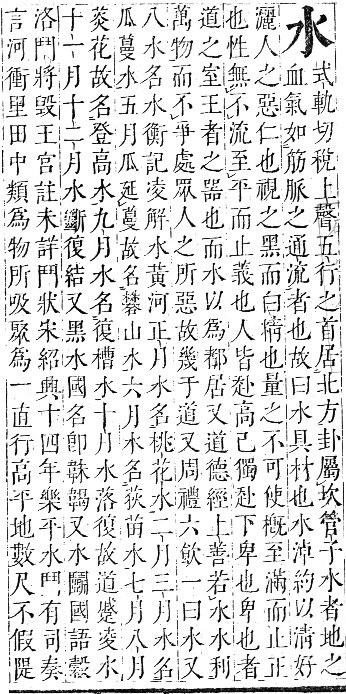 水 式軌切稅上聲五行之首居北方卦屬坎管子水者地之
血氣如筋脈之通流者也故曰水具材也水淖約以清好
灑人之惡仁也視之黑而白精也量之不可使概至滿而止正
也性無不流至平而止義也人皆赴高己獨赴下卑也卑也者
道之室王者之器也而水以為都居又道德經上善若水水利
萬物而不爭處眾人之所惡故幾于道又周禮六飲一曰水又
八水名水衡記凌解水黃河正月水名桃花水二月三月水名
瓜蔓水五月瓜延蔓故名礬山水六月水名荻苗水七月八月
菼花故名登高水九月水名復槽水十月水落復故道蹙凌水
十一月十二月水斷復結又黑水國名卽靺鞨又水鬭國語穀
洛鬥將毀王宮註未詳鬥狀宋紹興十四年樂平水鬥有司奏
言河衝里田中類為物所吸聚為一直行高平地數尺不假隄